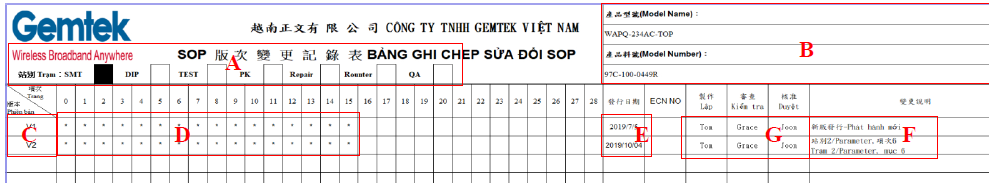 Gemtek
Wireless Broadband Anywhere
越南正文有限公司 CÔNG TY TNHH GEMTEK VIỆT NAM
SOP 版次變更記錄表 BẢNG GHI CHÉP SỬA ĐỔI SOP
A
站別 Trạm : SMT DIP TEST PK Repair Rounter QA
產品型號(Model Name) :
WAPQ-234AC-TOP
B
產品料號(Model Number) :
97C-100-0449R
項次 Trang
版本 Phiên bản
0 1 2 3 4 5 6 7 8 9 10 11 12 13 14 15 16 17 18 19 20 21 22 23 24 25 26 27 28 發行日期 ECN NO 製作 Lập 審查 Kiểm tra 核准 Duyệt 變更說明
V1 * * * * * * * * * * * * * * * * 2019/7/5 Tom Grace Joon 新版發行-Phát hành mới
C D E G F
V2 * * * * * * * * * * * * * * * * 2019/10/04 Tom Grace Joon 站別2/Parameter,項次6
Trạm 2/Parameter, mục 6